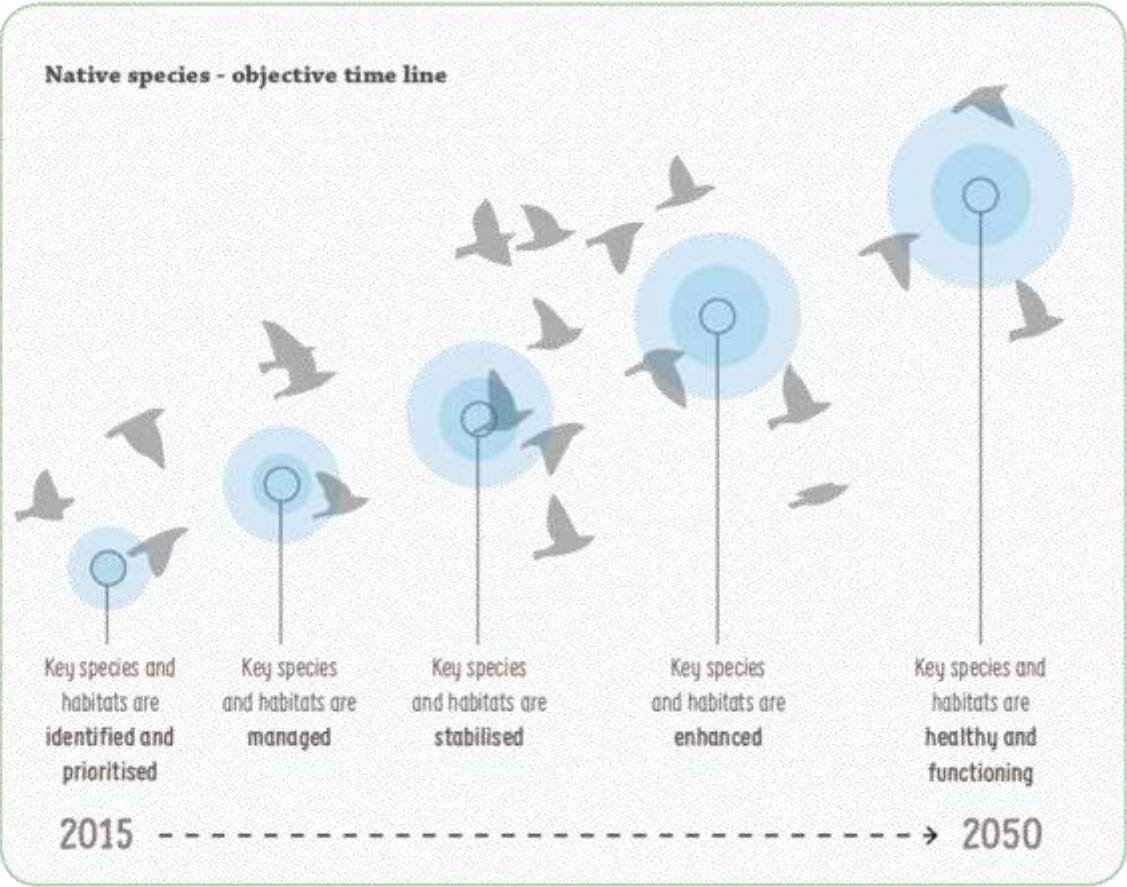 Native species - objective time line
Key species and
habitats are
identified and
prioritised
Key species
and habitats are
managed
Key species
and habitats are
stabilised
Key species
and habitats are
enhanced
Key species and
habitats are
healthy and
functioning
2015
2050